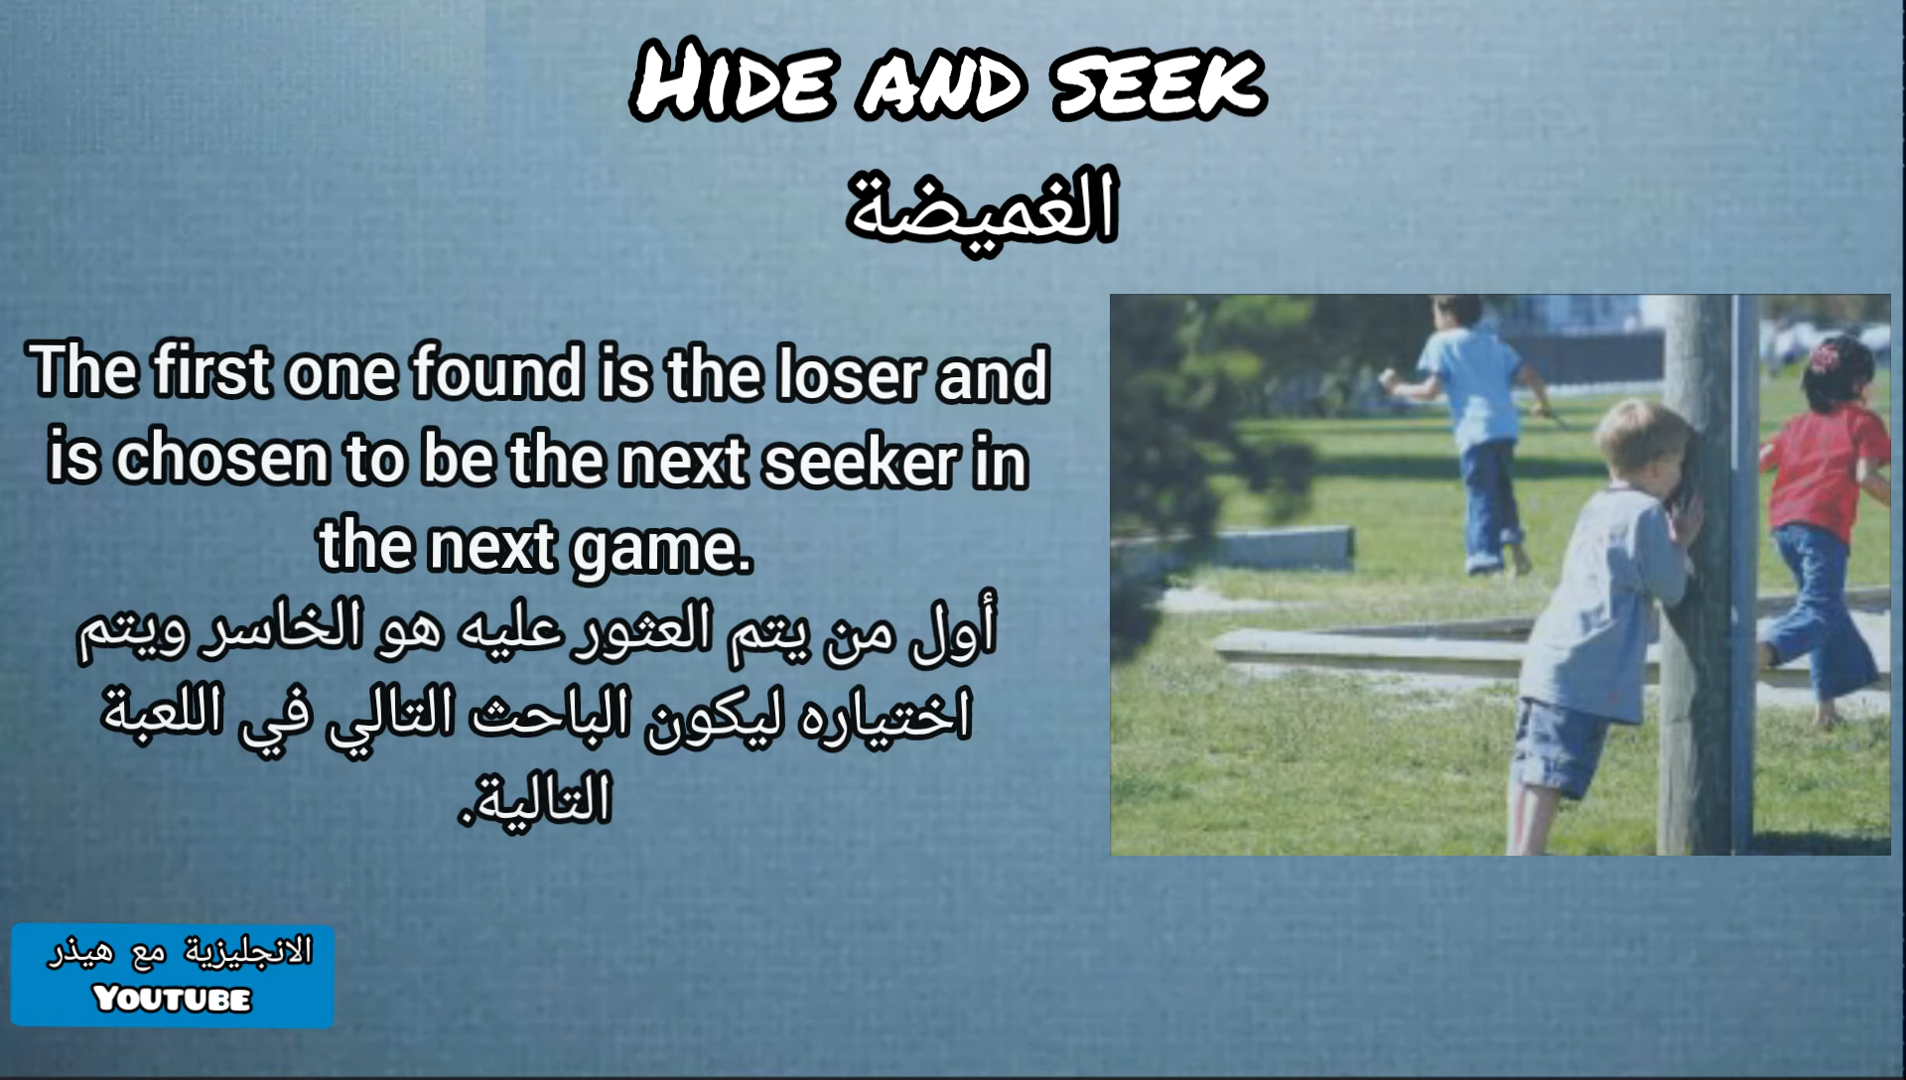 HIDE AND SEEK
الغميضة
The first one found is the loser and
is chosen to be the next seeker in
the next game.
أول من يتم العثور عليه هو الخاسر ويتم
اختياره ليكون الباحث التالي في اللعبة
التالية.
الانجليزية مع هيذر
YOUTUBE